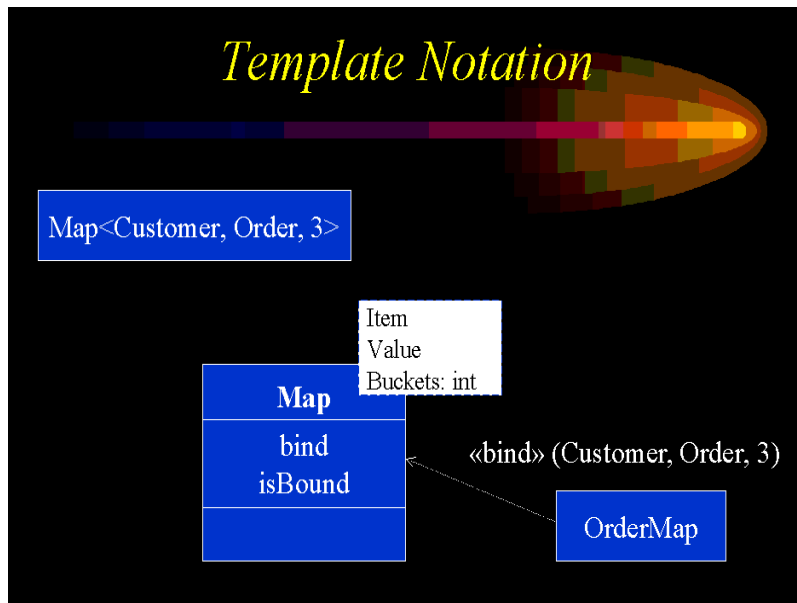 Template Notation
Map<Customer, Order, 3>
Item
Value
Buckets: int
Map
bind
isBound
«bind» (Customer, Order, 3)
OrderMap